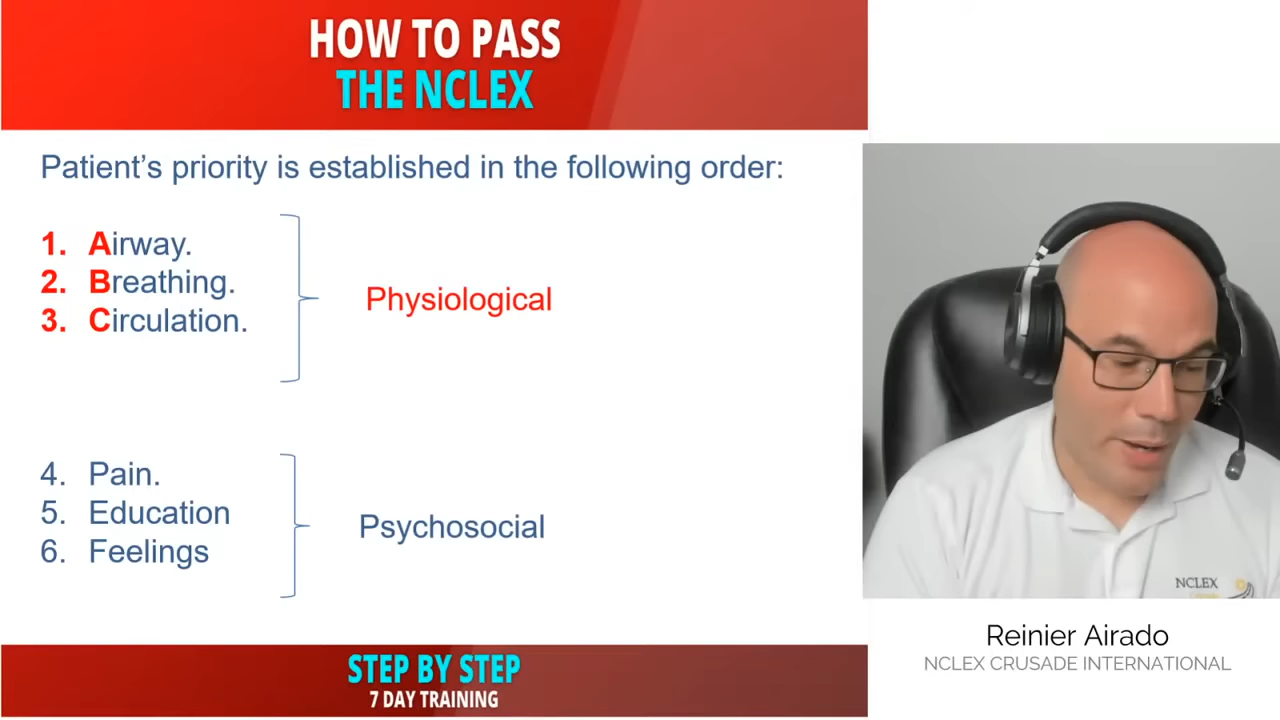 HOW TO PASS
THE NCLEX
Patient’s priority is established in the following order:
1. Airway.
2. Breathing.
3. Circulation.
Physiological
4. Pain.
5. Education
6. Feelings
Psychosocial
STEP BY STEP
7 DAY TRAINING
NCLEX
Reinier Airado
NCLEX CRUSADE INTERNATIONAL